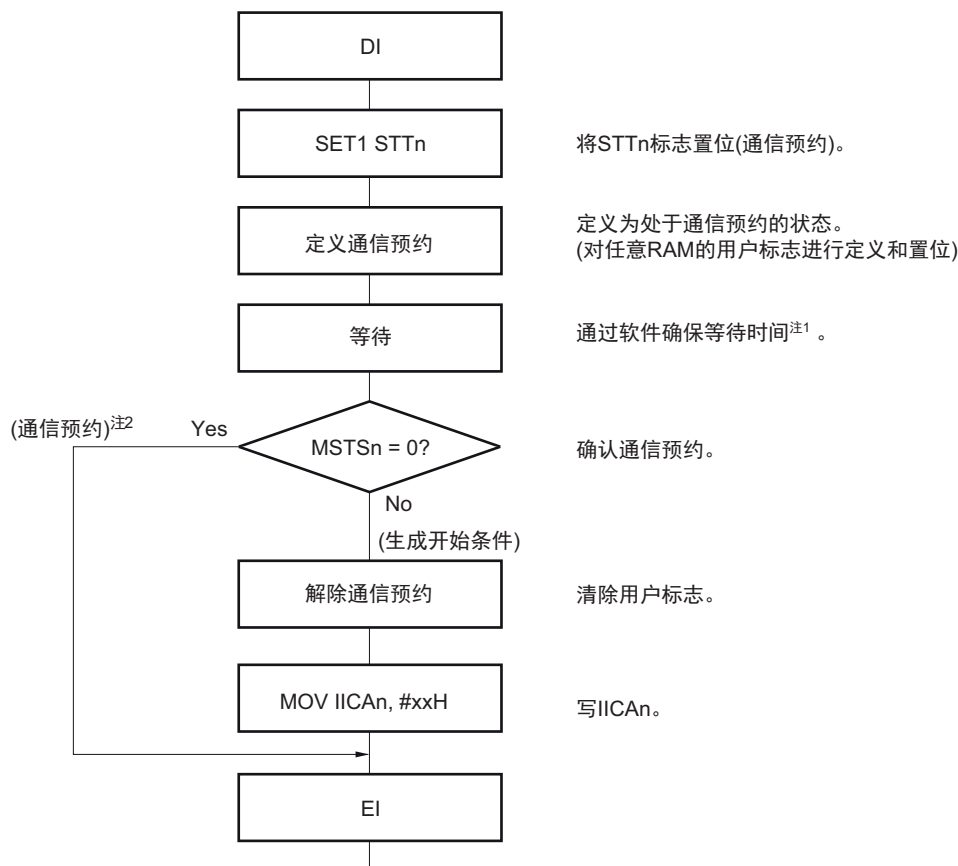 DI
SET1 STTn
将STTn标志置位(通信预约)。
定义通信预约
定义为处于通信预约的状态。
(对任意RAM的用户标志进行定义和置位)
等待
通过软件确保等待时间注1 。
(通信预约)注2
Yes
MSTSn = 0?
确认通信预约。
No
(生成开始条件)
解除通信预约
清除用户标志。
MOV IICAn, #xxH
写IICAn。
EI